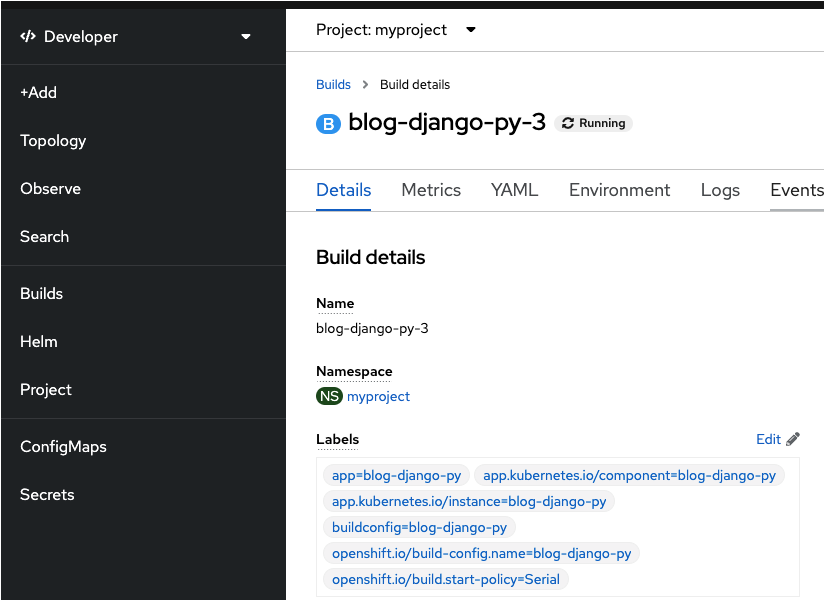 Developer
+Add
Topology
Observe
Search
Builds
Helm
Project
ConfigMaps
Secrets
Project: myproject
Builds > Build details
B blog-django-py-3 Running
Details Metrics YAML Environment Logs Events
Build details
Name
blog-django-py-3
Namespace
NS myproject
Labels Edit
app=blog-django-py app.kubernetes.io/component=blog-django-py
app.kubernetes.io/instance=blog-django-py
buildconfig=blog-django-py
openshift.io/build-config.name=blog-django-py
openshift.io/build.start-policy=Serial